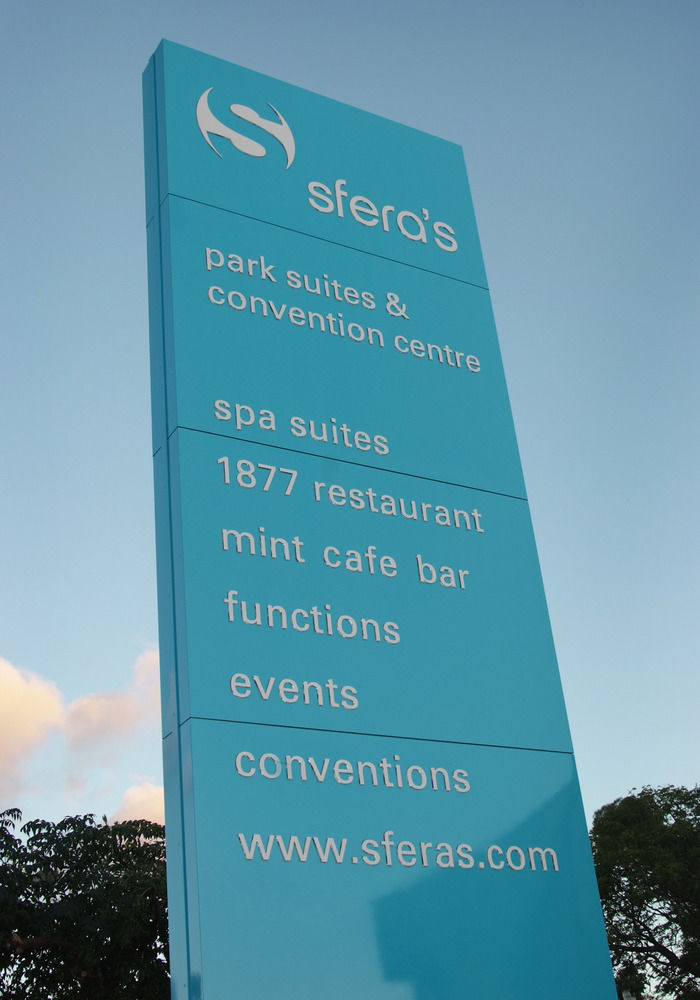 sfera's
park suites &
convention centre
spa suites
1877 restaurant
mint cafe bar
functions
events
conventions
www.sferas.com